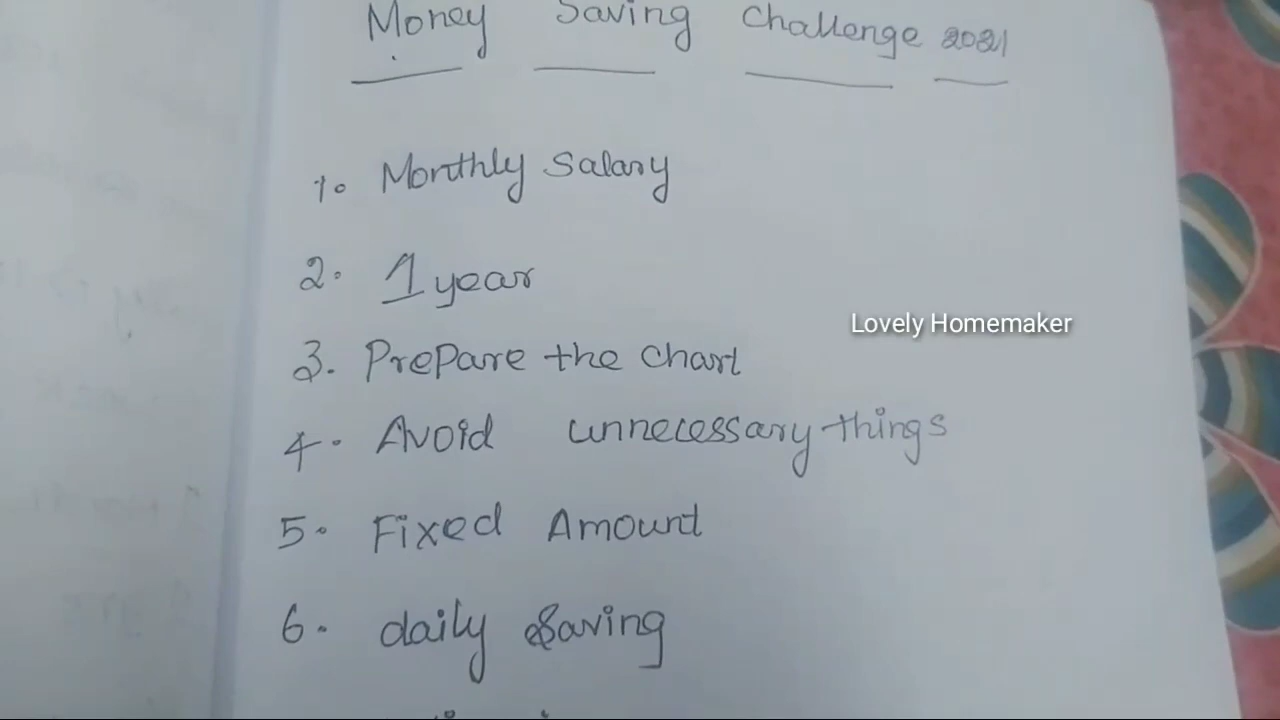 Money Saving Challenge 2021
1. Monthly Salary
2. 1 year
Lovely Homemaker
3. Prepare the chart
4. Avoid unnecessary things
5. Fixed Amount
6. daily Saving